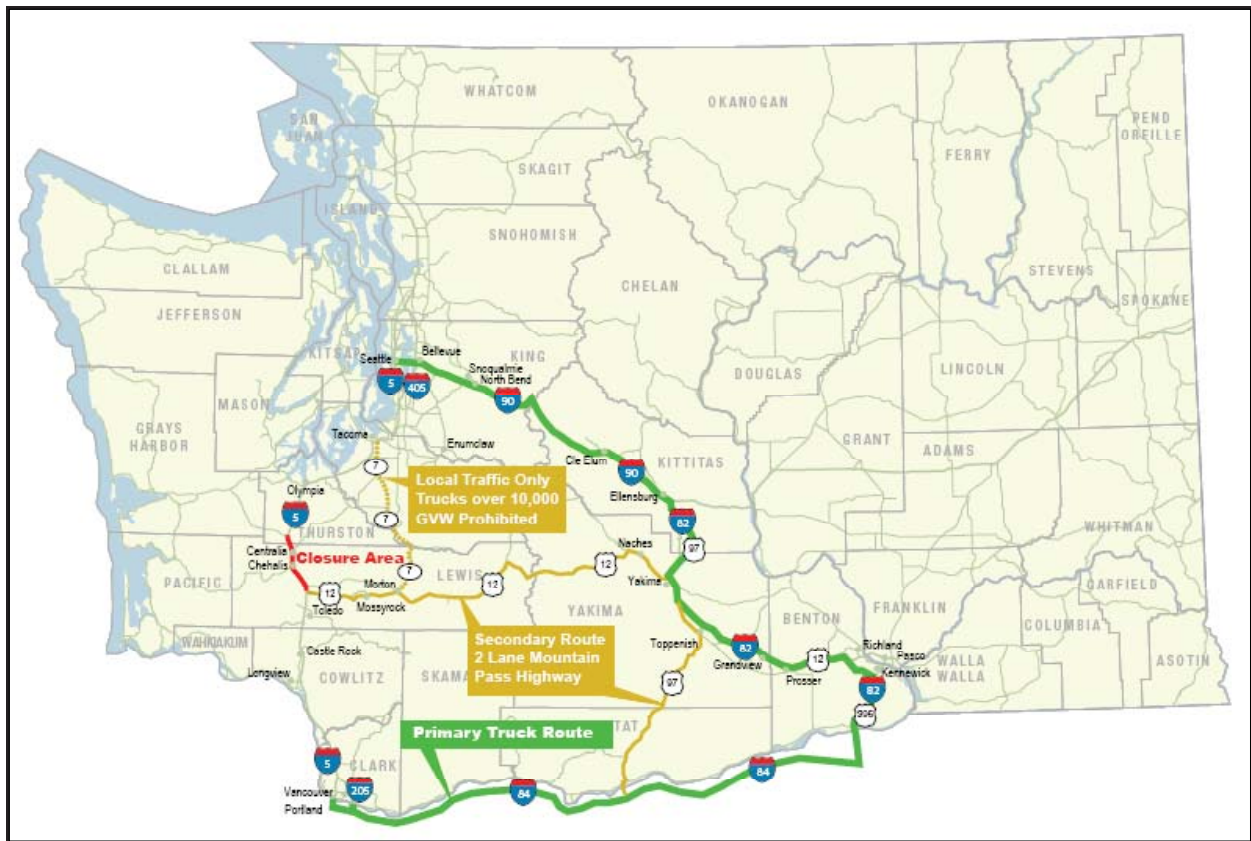 WHATCOM
OKANOGAN
PEND
OREILLE
SAN
JUAN
FERRY
SKAGIT
ISLAND
SNOHOMISH
STEVENS
CLALLAM
CHELAN
SPOKANE
JEFFERSON
KITSAP
Seattle
Bellevue
KING
Snoqualmie
North Bend
DOUGLAS
LINCOLN
5
405
90
MASON
GRAYS
HARBOR
Tacoma
Enumclaw
GRANT
ADAMS
7
Cle Elum
90
KITTITAS
Local Traffic Only
Trucks over 10,000
GVW Prohibited
Olympia
Ellensburg
5
7
82
THURSTON
WHITMAN
Centralia
Chehalis
Closure Area
Naches
97
12
PACIFIC
7
LEWIS
12
Morton
Yakima
GARFIELD
12
Toledo
Mossyrock
YAKIMA
BENTON
FRANKLIN
COLUMBIA
WAHKIAKUM
Secondary Route
2 Lane Mountain
Pass Highway
Toppenish
82
Richland
Pasco
Kennewick
Castle Rock
Grandview
12
Prosser
WALLA
WALLA
ASOTIN
Longview
COWLITZ
SKAMA
97
82
TAT
Primary Truck Route
5
CLARK
84
Vancouver
205
84
Portland